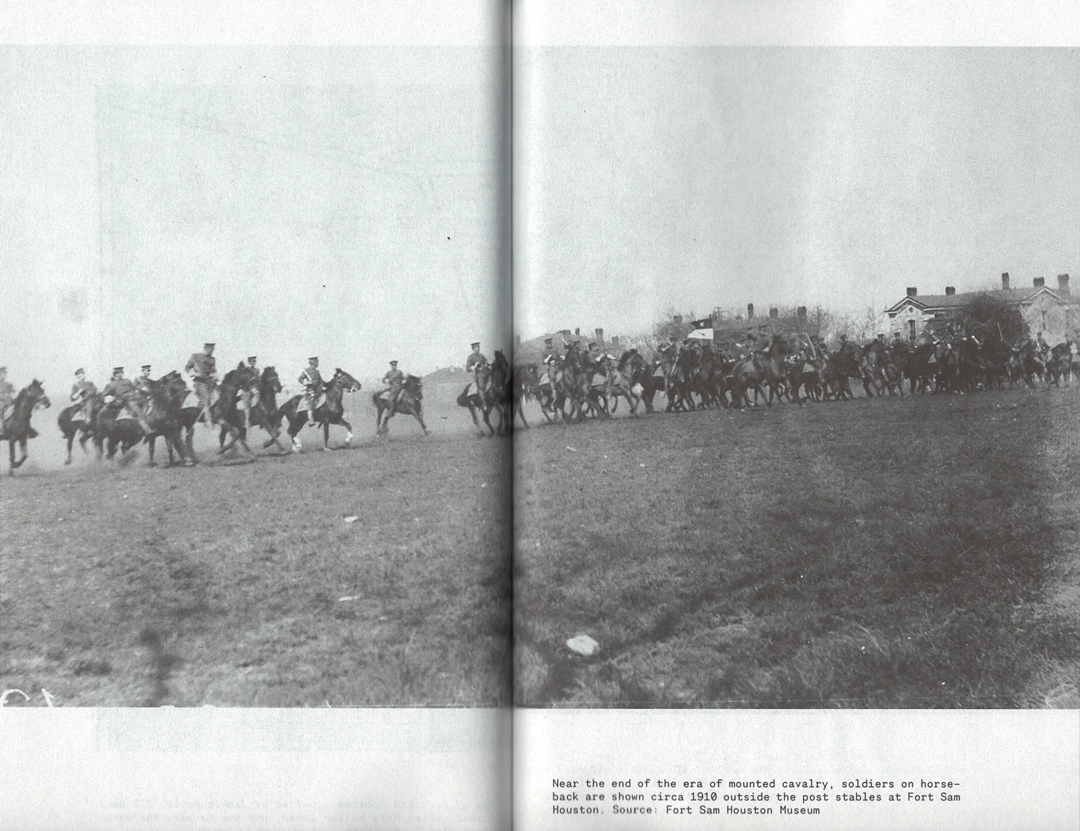 Near the end of the era of mounted cavalry, soldiers on horse-
back are shown circa 1910 outside the post stables at Fort Sam
Houston. Source: Fort Sam Houston Museum